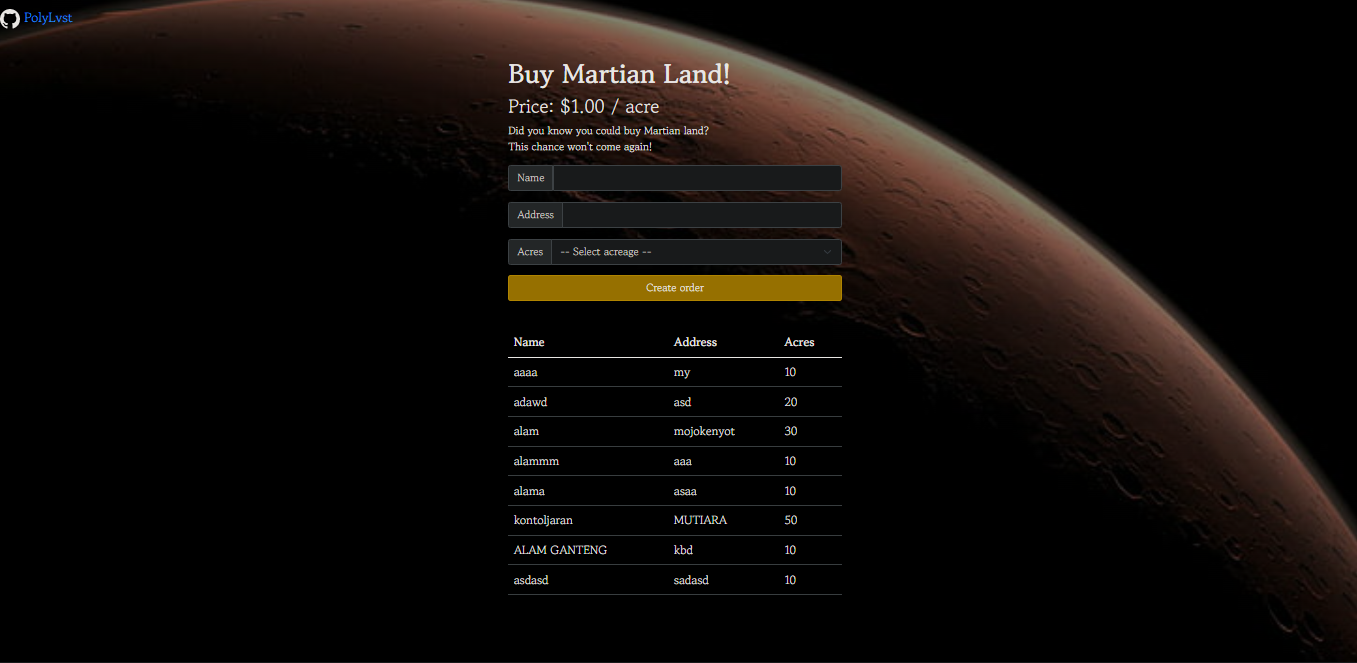 PolyLvst
Buy Martian Land!
Price: $1.00 / acre
Did you know you could buy Martian land?
This chance won't come again!
Name
Address
Acres -- Select acreage --
Create order
Name Address Acres
aaaa my 10
adawd asd 20
alam mojokenyot 30
alammm aaa 10
alama asaa 10
kontoljaran MUTIARA 50
ALAM GANTENG kbd 10
asdasd sadasd 10